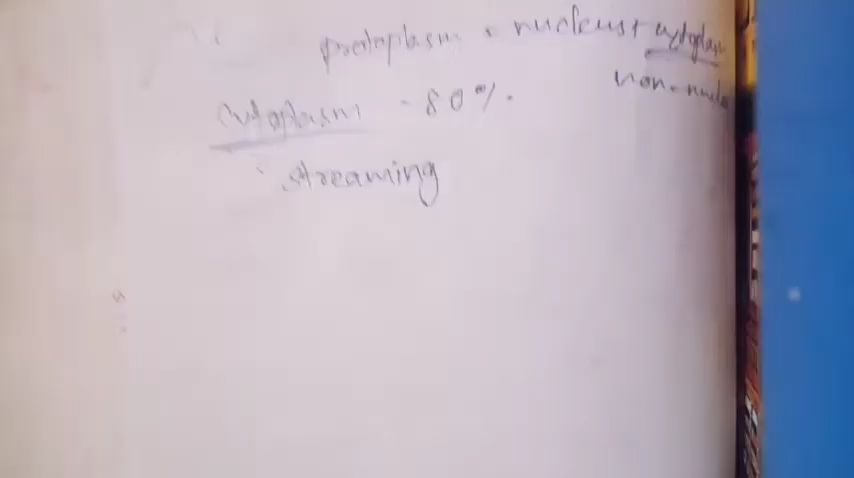 protoplasm = nucleus + cytoplasm
non-nucle
cytoplasm - 80%.
streaming